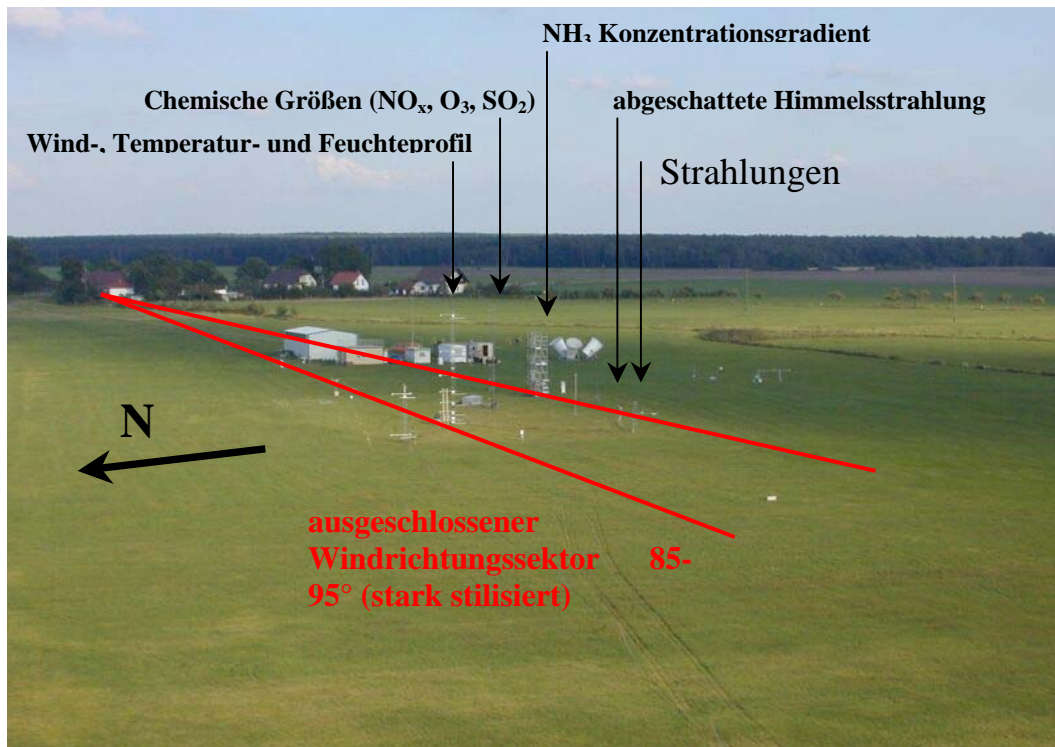 NH₃ Konzentrationsgradient
Chemische Größen (NOₓ, O₃, SO₂)
abgeschattete Himmelsstrahlung
Wind-, Temperatur- und Feuchteprofil
Strahlungen
N
ausgeschlossener
Windrichtungssektor 85-
95° (stark stilisiert)